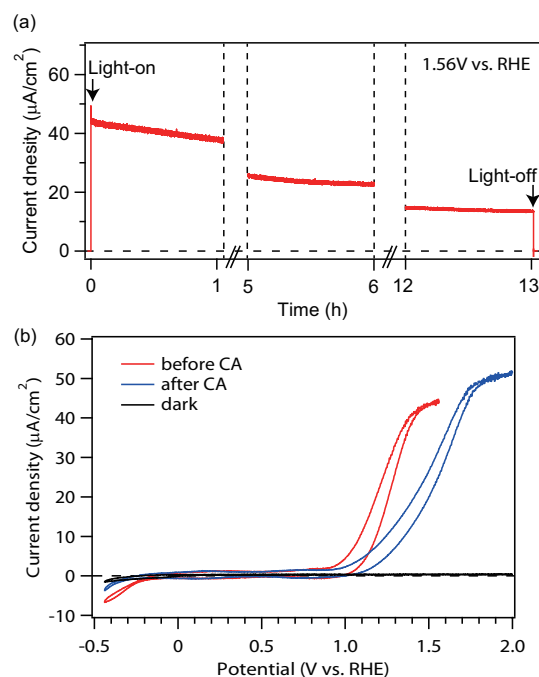 (a)
60
40
20
0
Current dnesity (μA/cm²)
Light-on
1.56V vs. RHE
Light-off
0
1
5
6
12
13
Time (h)
(b)
60
50
40
30
20
10
0
-10
Current density (μA/cm²)
before CA
after CA
dark
-0.5
0
0.5
1.0
1.5
2.0
Potential (V vs. RHE)